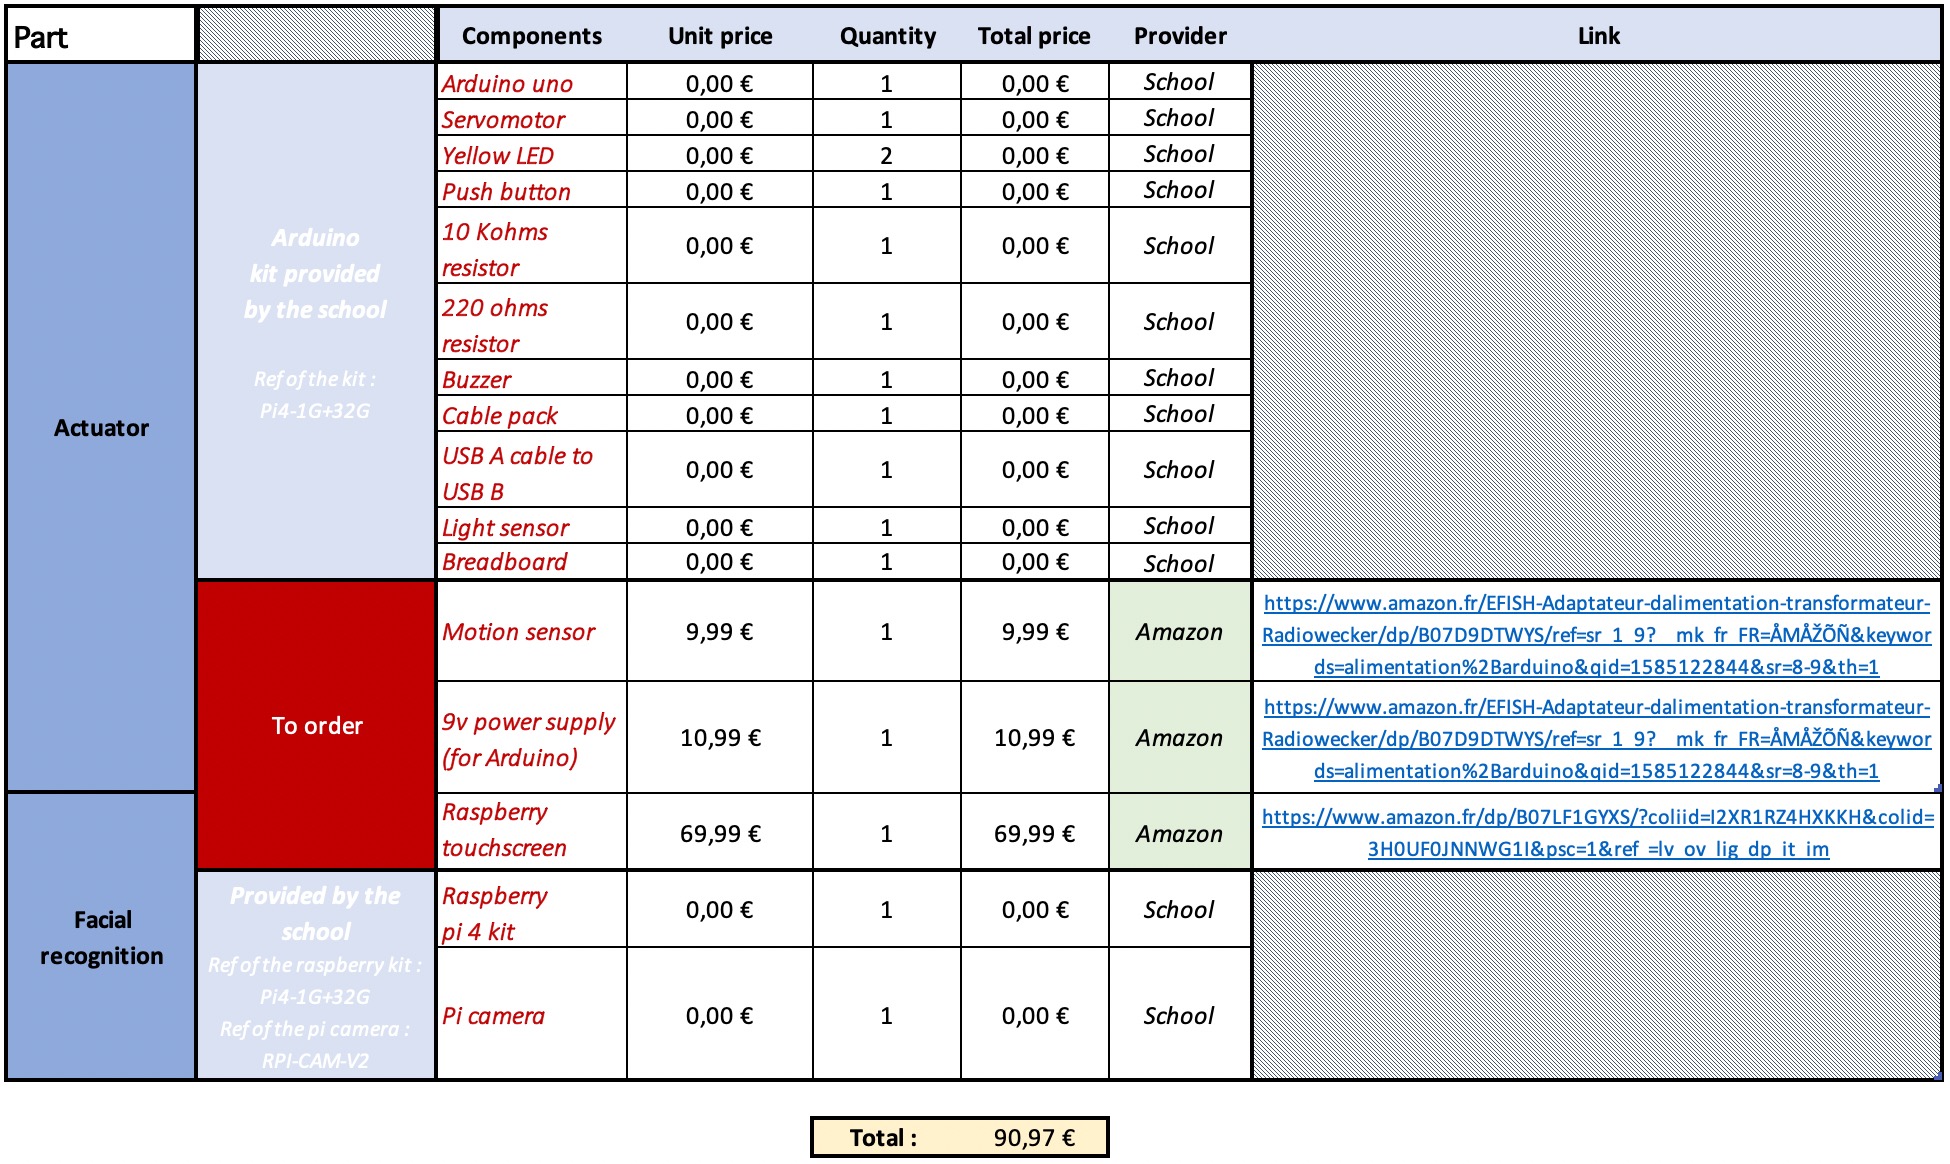 Part Components Unit price Quantity Total price Provider Link
Actuator
Arduino
kit provided
by the school
Ref of the kit :
Pi4-1G+32G
Arduino uno 0,00 € 1 0,00 € School
Servomotor 0,00 € 1 0,00 € School
Yellow LED 0,00 € 2 0,00 € School
Push button 0,00 € 1 0,00 € School
10 Kohms
resistor 0,00 € 1 0,00 € School
220 ohms
resistor 0,00 € 1 0,00 € School
Buzzer 0,00 € 1 0,00 € School
Cable pack 0,00 € 1 0,00 € School
USB A cable to
USB B 0,00 € 1 0,00 € School
Light sensor 0,00 € 1 0,00 € School
Breadboard 0,00 € 1 0,00 € School
To order
Motion sensor 9,99 € 1 9,99 € Amazon
https://www.amazon.fr/EFISH-Adaptateur-dalimentation-transformateur-
Radiowecker/dp/B07D9DTWYS/ref=sr_1_9?__mk_fr_FR=ÅMÅŽÕÑ&keywor
ds=alimentation%2Barduino&qid=1585122844&sr=8-9&th=1
9v power supply
(for Arduino) 10,99 € 1 10,99 € Amazon
https://www.amazon.fr/EFISH-Adaptateur-dalimentation-transformateur-
Radiowecker/dp/B07D9DTWYS/ref=sr_1_9?__mk_fr_FR=ÅMÅŽÕÑ&keywor
ds=alimentation%2Barduino&qid=1585122844&sr=8-9&th=1
Facial
recognition
Raspberry
touchscreen 69,99 € 1 69,99 € Amazon
https://www.amazon.fr/dp/B07LF1GYXS/?coliid=I2XR1RZ4HXKKH&colid=
3H0UF0JNNWG1I&psc=1&ref_=lv_ov_lig_dp_it_im
Provided by the
school
Ref of the raspberry kit :
Pi4-1G+32G
Ref of the pi camera :
RPI-CAM-V2
Raspberry
pi 4 kit 0,00 € 1 0,00 € School
Pi camera 0,00 € 1 0,00 € School
Total : 90,97 €